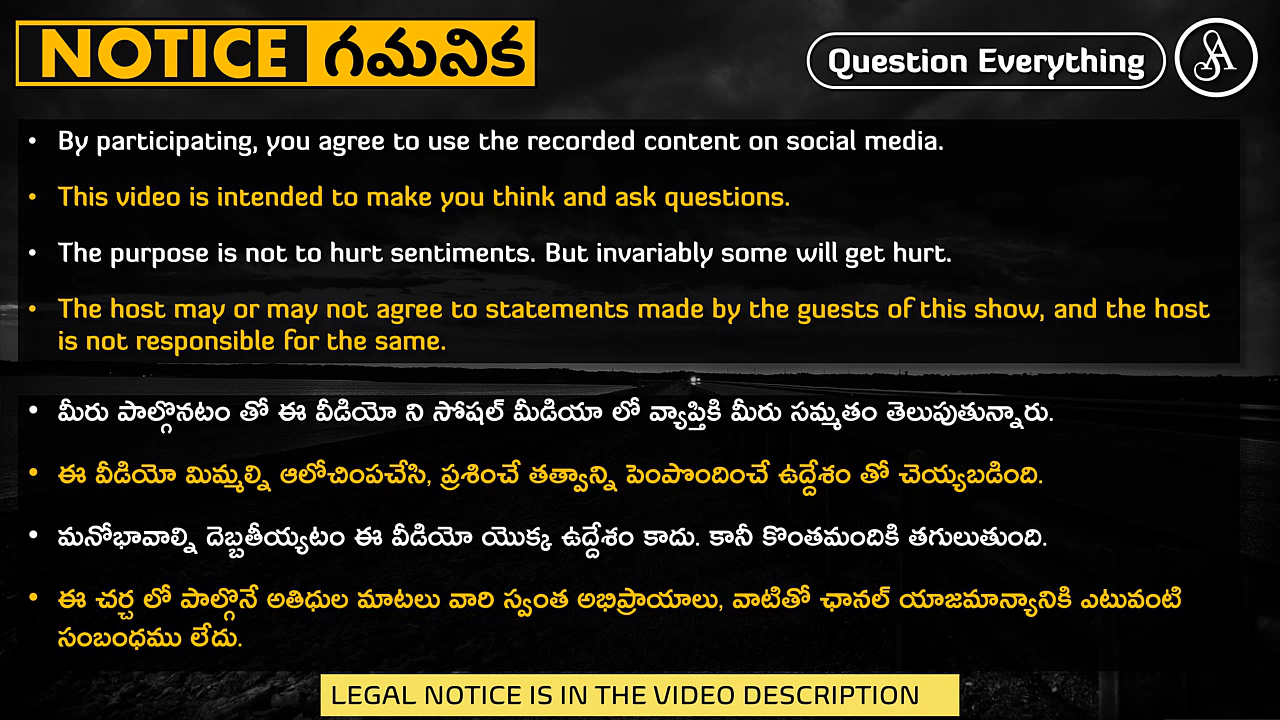 NOTICE గమనిక
Question Everything
• By participating, you agree to use the recorded content on social media.
• This video is intended to make you think and ask questions.
• The purpose is not to hurt sentiments. But invariably some will get hurt.
• The host may or may not agree to statements made by the guests of this show, and the host
is not responsible for the same.
• మీరు పాల్గొనటం తో ఈ వీడియో ని సోషల్ మీడియా లో వ్యాప్తికి మీరు సమ్మతం తెలుపుతున్నారు.
• ఈ వీడియో మిమ్మల్ని ఆలోచింపచేసి, ప్రశించే తత్వాన్ని పెంపొందించే ఉద్దేశం తో చెయ్యబడింది.
• మనోభావాల్ని దెబ్బతీయ్యటం ఈ వీడియో యొక్క ఉద్దేశం కాదు. కానీ కొంతమందికి తగులుతుంది.
• ఈ చర్చ లో పాల్గొనే అతిధుల మాటలు వారి స్వంత అభిప్రాయాలు, వాటితో ఛానల్ యాజమాన్యానికి ఎటువంటి
సంబంధము లేదు.
LEGAL NOTICE IS IN THE VIDEO DESCRIPTION